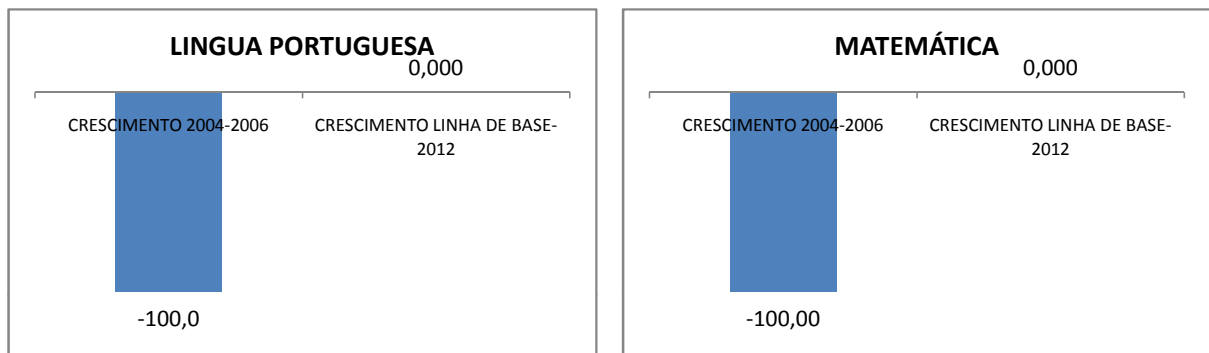 LINGUA PORTUGUESA
0,000
CRESCIMENTO 2004-2006
CRESCIMENTO LINHA DE BASE-
2012
-100,0
MATEMÁTICA
0,000
CRESCIMENTO 2004-2006
CRESCIMENTO LINHA DE BASE-
2012
-100,00